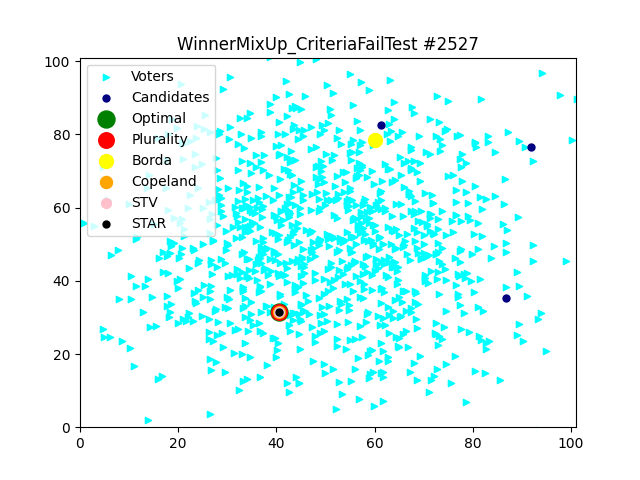 WinnerMixUp_CriteriaFailTest #2527
100
80
60
40
20
0
Voters
Candidates
Optimal
Plurality
Borda
Copeland
STV
STAR
0 20 40 60 80 100